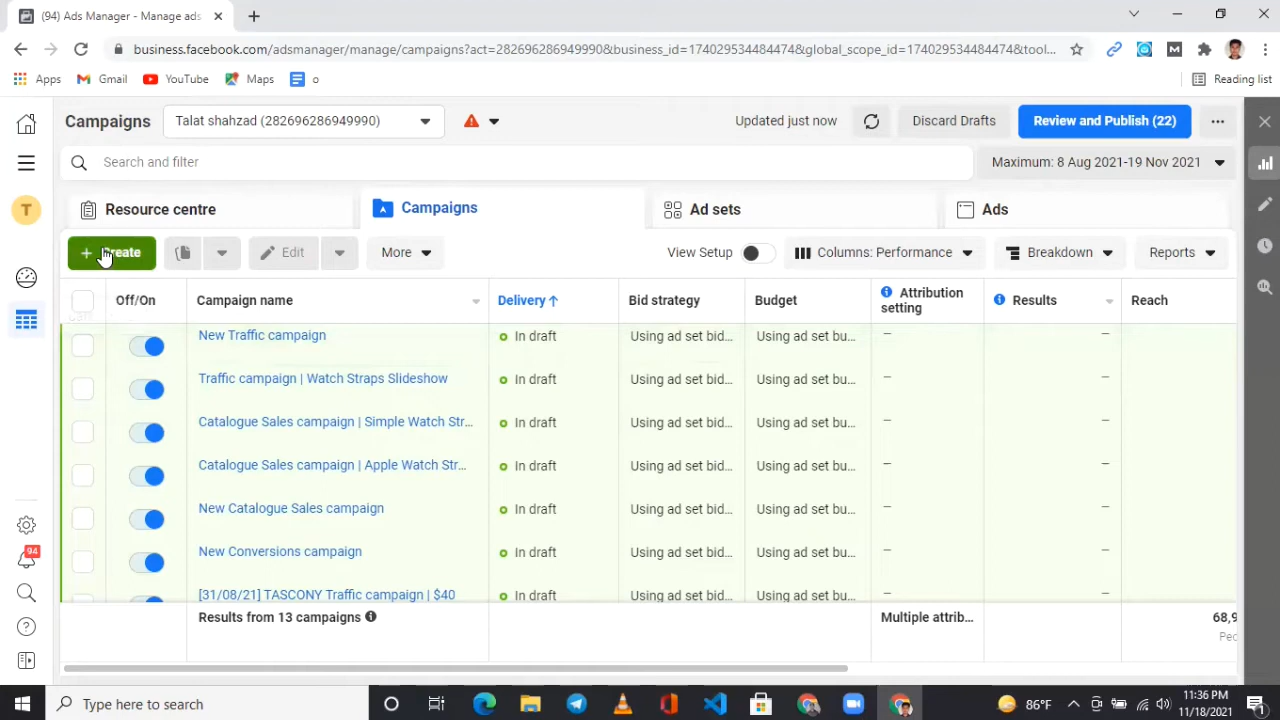 (94) Ads Manager - Manage ads
business.facebook.com/adsmanager/manage/campaigns?act=282696286949990&business_id=174029534484474&global_scope_id=174029534484474&tool...
Apps
Gmail
YouTube
Maps
o
Reading list
Campaigns
Talat shahzad (282696286949990)
Updated just now
Discard Drafts
Review and Publish (22)
Search and filter
Maximum: 8 Aug 2021-19 Nov 2021
Resource centre
Campaigns
Ad sets
Ads
T
+ Create
Edit
More
View Setup
Columns: Performance
Breakdown
Reports
Off/On
Campaign name
Delivery ↑
Bid strategy
Budget
Attribution
setting
Results
Reach
New Traffic campaign
In draft
Using ad set bid...
Using ad set bu...
—
—
Traffic campaign | Watch Straps Slideshow
In draft
Using ad set bid...
Using ad set bu...
—
—
Catalogue Sales campaign | Simple Watch Str...
In draft
Using ad set bid...
Using ad set bu...
—
—
Catalogue Sales campaign | Apple Watch Str...
In draft
Using ad set bid...
Using ad set bu...
—
—
New Catalogue Sales campaign
In draft
Using ad set bid...
Using ad set bu...
—
—
New Conversions campaign
In draft
Using ad set bid...
Using ad set bu...
—
—
[31/08/21] TASCONY Traffic campaign | $40
In draft
Using ad set bid...
Using ad set bu...
—
—
94
Results from 13 campaigns
Multiple attrib...
68,9
Pec
Type here to search
86°F
11:36 PM
11/18/2021
1